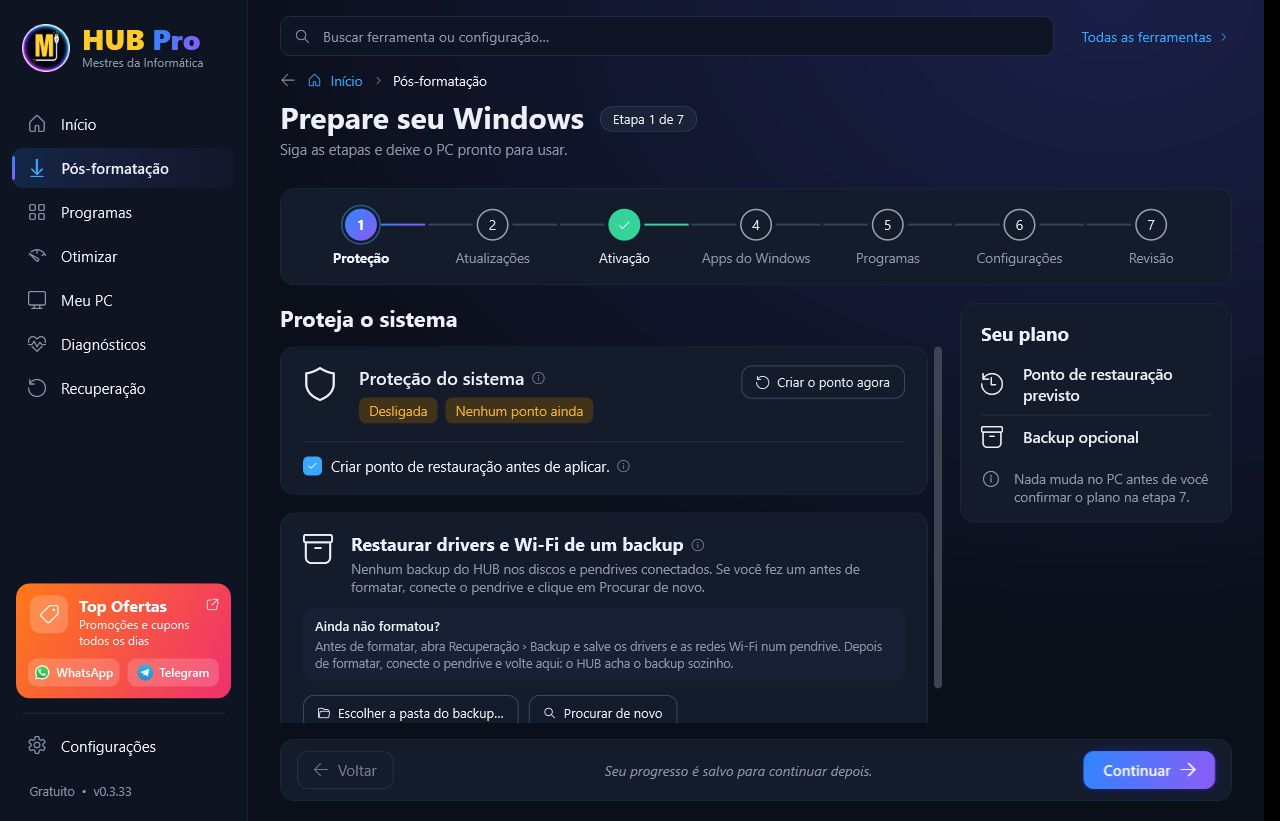 M
HUB Pro
Mestres da Informática
Início
Pós-formatação
Programas
Otimizar
Meu PC
Diagnósticos
Recuperação
Top Ofertas
Promoções e cupons
todos os dias
WhatsApp
Telegram
Configurações
Gratuito • v0.3.33
Buscar ferramenta ou configuração...
Todas as ferramentas
Início
Pós-formatação
Prepare seu Windows
Etapa 1 de 7
Siga as etapas e deixe o PC pronto para usar.
1
2
4
5
6
7
Proteção
Atualizações
Ativação
Apps do Windows
Programas
Configurações
Revisão
Proteja o sistema
Proteção do sistema
Criar o ponto agora
Desligada
Nenhum ponto ainda
Criar ponto de restauração antes de aplicar.
Restaurar drivers e Wi-Fi de um backup
Nenhum backup do HUB nos discos e pendrives conectados. Se você fez um antes de
formatar, conecte o pendrive e clique em Procurar de novo.
Ainda não formatou?
Antes de formatar, abra Recuperação › Backup e salve os drivers e as redes Wi-Fi num pendrive. Depois
de formatar, conecte o pendrive e volte aqui: o HUB acha o backup sozinho.
Escolher a pasta do backup...
Procurar de novo
Seu plano
Ponto de restauração
previsto
Backup opcional
Nada muda no PC antes de você
confirmar o plano na etapa 7.
Voltar
Seu progresso é salvo para continuar depois.
Continuar